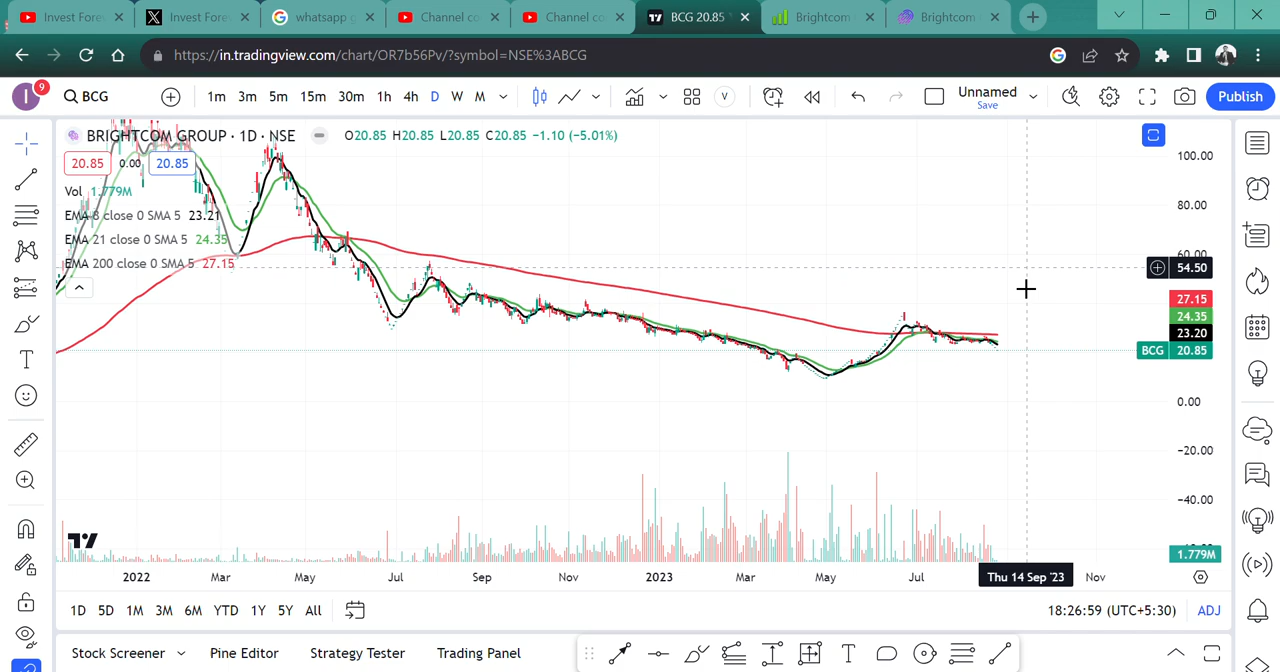 Invest Fore
Invest Fore
whatsapp g
Channel co
Channel co
BCG 20.85
Brightcom
Brightcom
https://in.tradingview.com/chart/OR7b56Pv/?symbol=NSE%3ABCG
I 9 BCG 1m 3m 5m 15m 30m 1h 4h D W M V Unnamed Save Publish
BRIGHTCOM GROUP · 1D · NSE O20.85 H20.85 L20.85 C20.85 −1.10 (−5.01%)
20.85 0.00 20.85
Vol 1.779M
EMA 8 close 0 SMA 5 23.21
EMA 21 close 0 SMA 5 24.35
EMA 200 close 0 SMA 5 27.15
100.00
80.00
60.00
54.50
27.15
24.35
23.20
BCG 20.85
0.00
−20.00
−40.00
1.779M
2022 Mar May Jul Sep Nov 2023 Mar May Jul Thu 14 Sep '23 Nov
1D 5D 1M 3M 6M YTD 1Y 5Y All 18:26:59 (UTC+5:30) ADJ
Stock Screener Pine Editor Strategy Tester Trading Panel